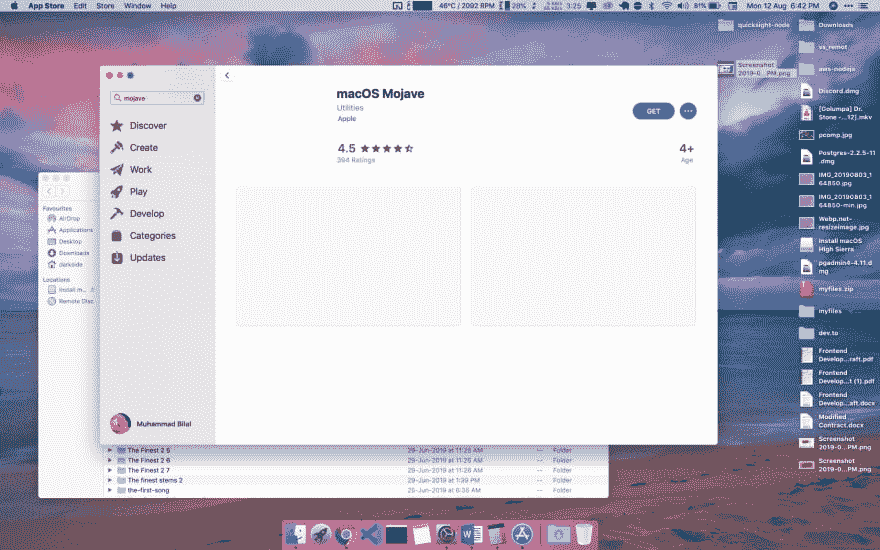 App Store Edit Store Window Help
46°C / 2092 RPM 28% 3:25 81% Mon 12 Aug 6:42 PM
quicksight-node
Downloads
vs_remot
Screenshot
2019-0...PM.png
aws-nodejs
Discord.dmg
[Golumpa] Dr.
Stone -...12].mkv
pcomp.jpg
Postgres-2.2.5-11
.dmg
IMG_20190803_1
64850.jpg
IMG_20190803_1
64850-min.jpg
Webp.net-
resizeimage.jpg
Install macOS
High Sierra
pgadmin4-4.11.d
mg
myfiles.zip
myfiles
dev.to
Frontend
Develop...raft.pdf
Frontend
Develop...t (1).pdf
Frontend
Develop...aft.docx
Modified
Contract.docx
Screenshot
2019-0...PM.png
Screenshot
2019-0...PM.png
mojave
Discover
Create
Work
Play
Develop
Categories
Updates
Muhammad Bilal
macOS Mojave
Utilities
Apple
GET
4.5
394 Ratings
4+
Age
Favourites
AirDrop
Applications
Desktop
Downloads
darkside
Locations
Install m...
Remote Disc
The Finest 2 5 29-Jun-2019 at 11:26 AM -- Folder
The Finest 2 6 29-Jun-2019 at 11:26 AM -- Folder
The Finest 2 7 29-Jun-2019 at 11:26 AM -- Folder
The finest stems 2 29-Jun-2019 at 1:39 PM -- Folder
the-first-song 25-Jun-2019 at 6:38 AM -- Folder